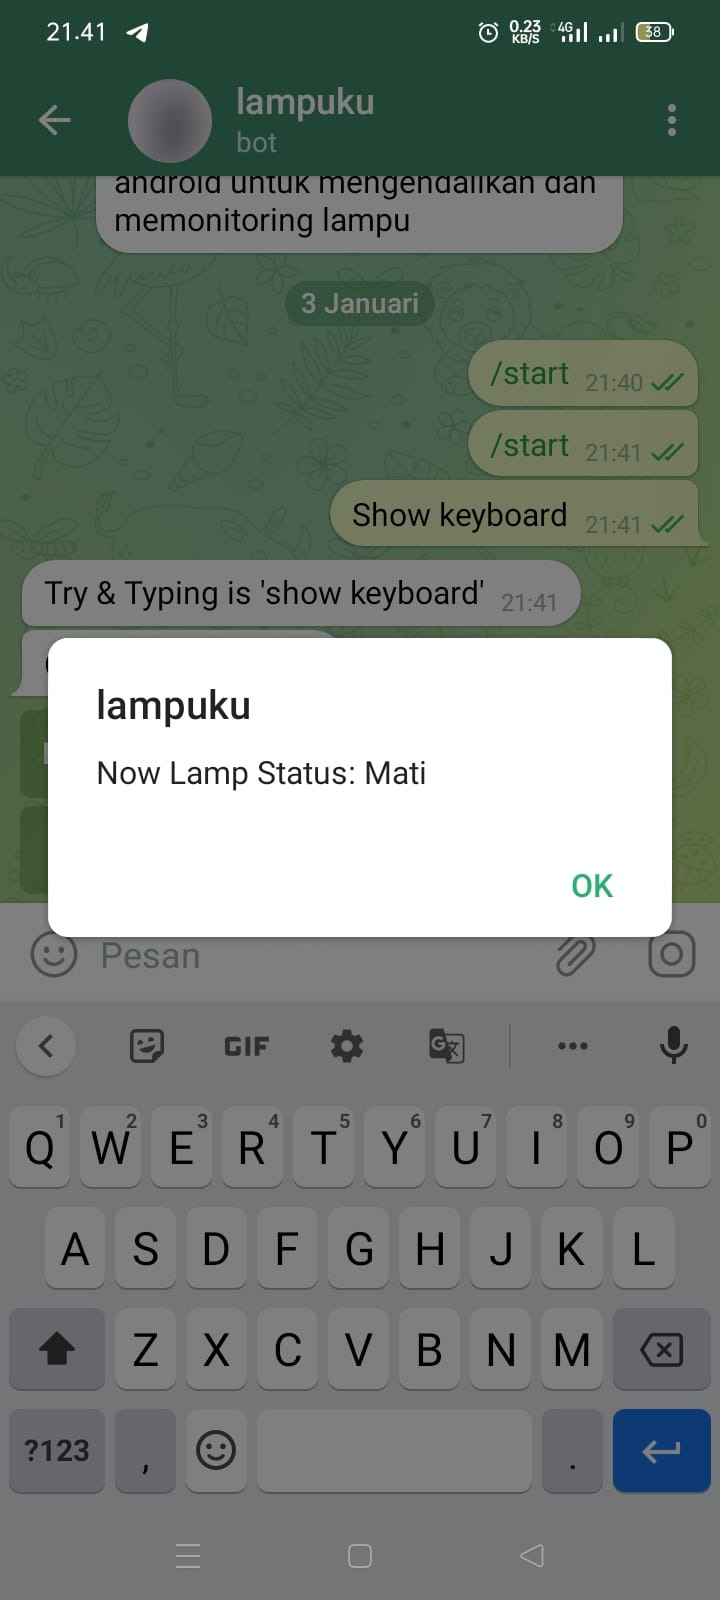 21.41
0.23
KB/S
4G
38
lampuku
bot
android untuk mengendalikan dan
memonitoring lampu
3 Januari
/start 21:40
/start 21:41
Show keyboard 21:41
Try & Typing is 'show keyboard' 21:41
lampuku
Now Lamp Status: Mati
OK
Pesan
GIF
G
1 2 3 4 5 6 7 8 9 0
Q W E R T Y U I O P
A S D F G H J K L
Z X C V B N M
?123 , .